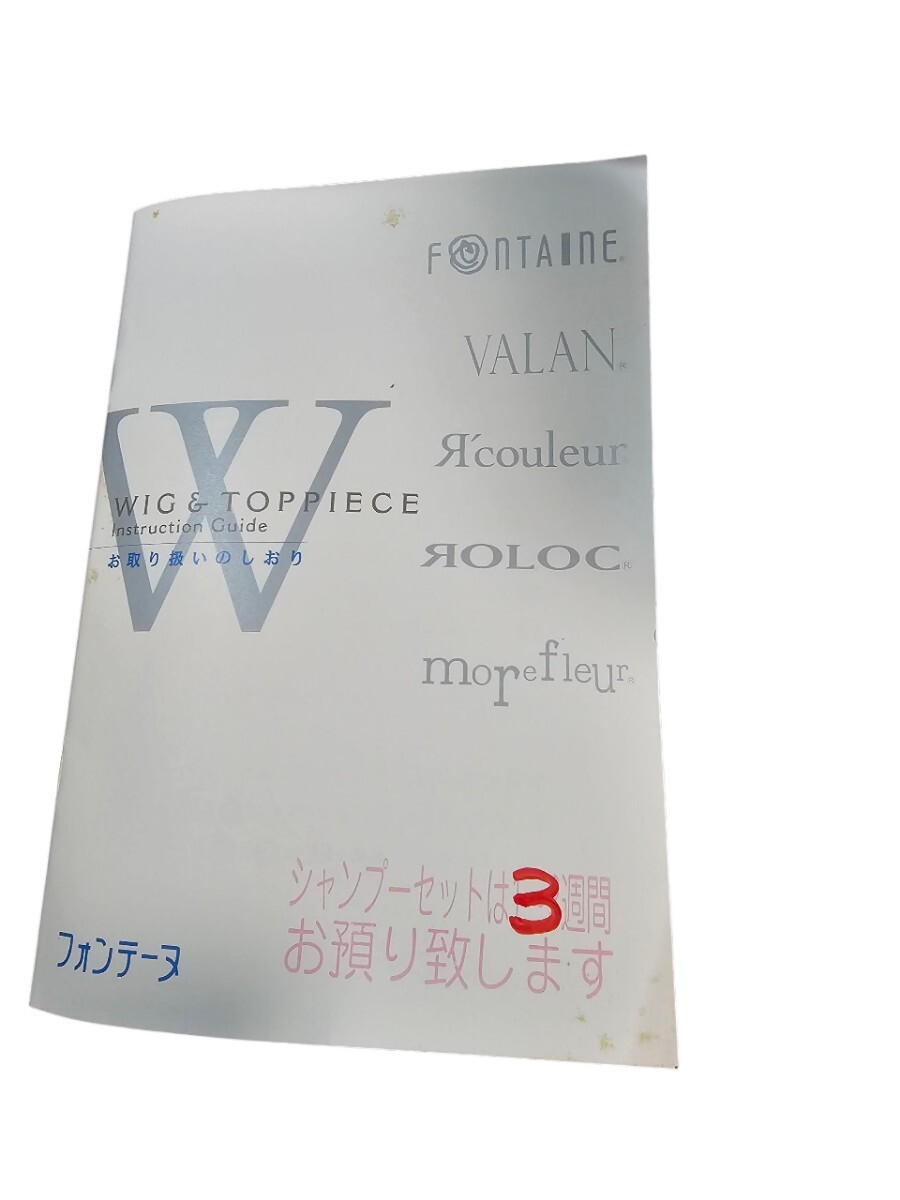 FONTAINE®
VALAN®
Я'couleur
ЯOLOC®
morefleur®
W
WIG & TOPPIECE
Instruction Guide
お取り扱いのしおり
シャンプーセットは3週間
お預り致します
フォンテーヌ